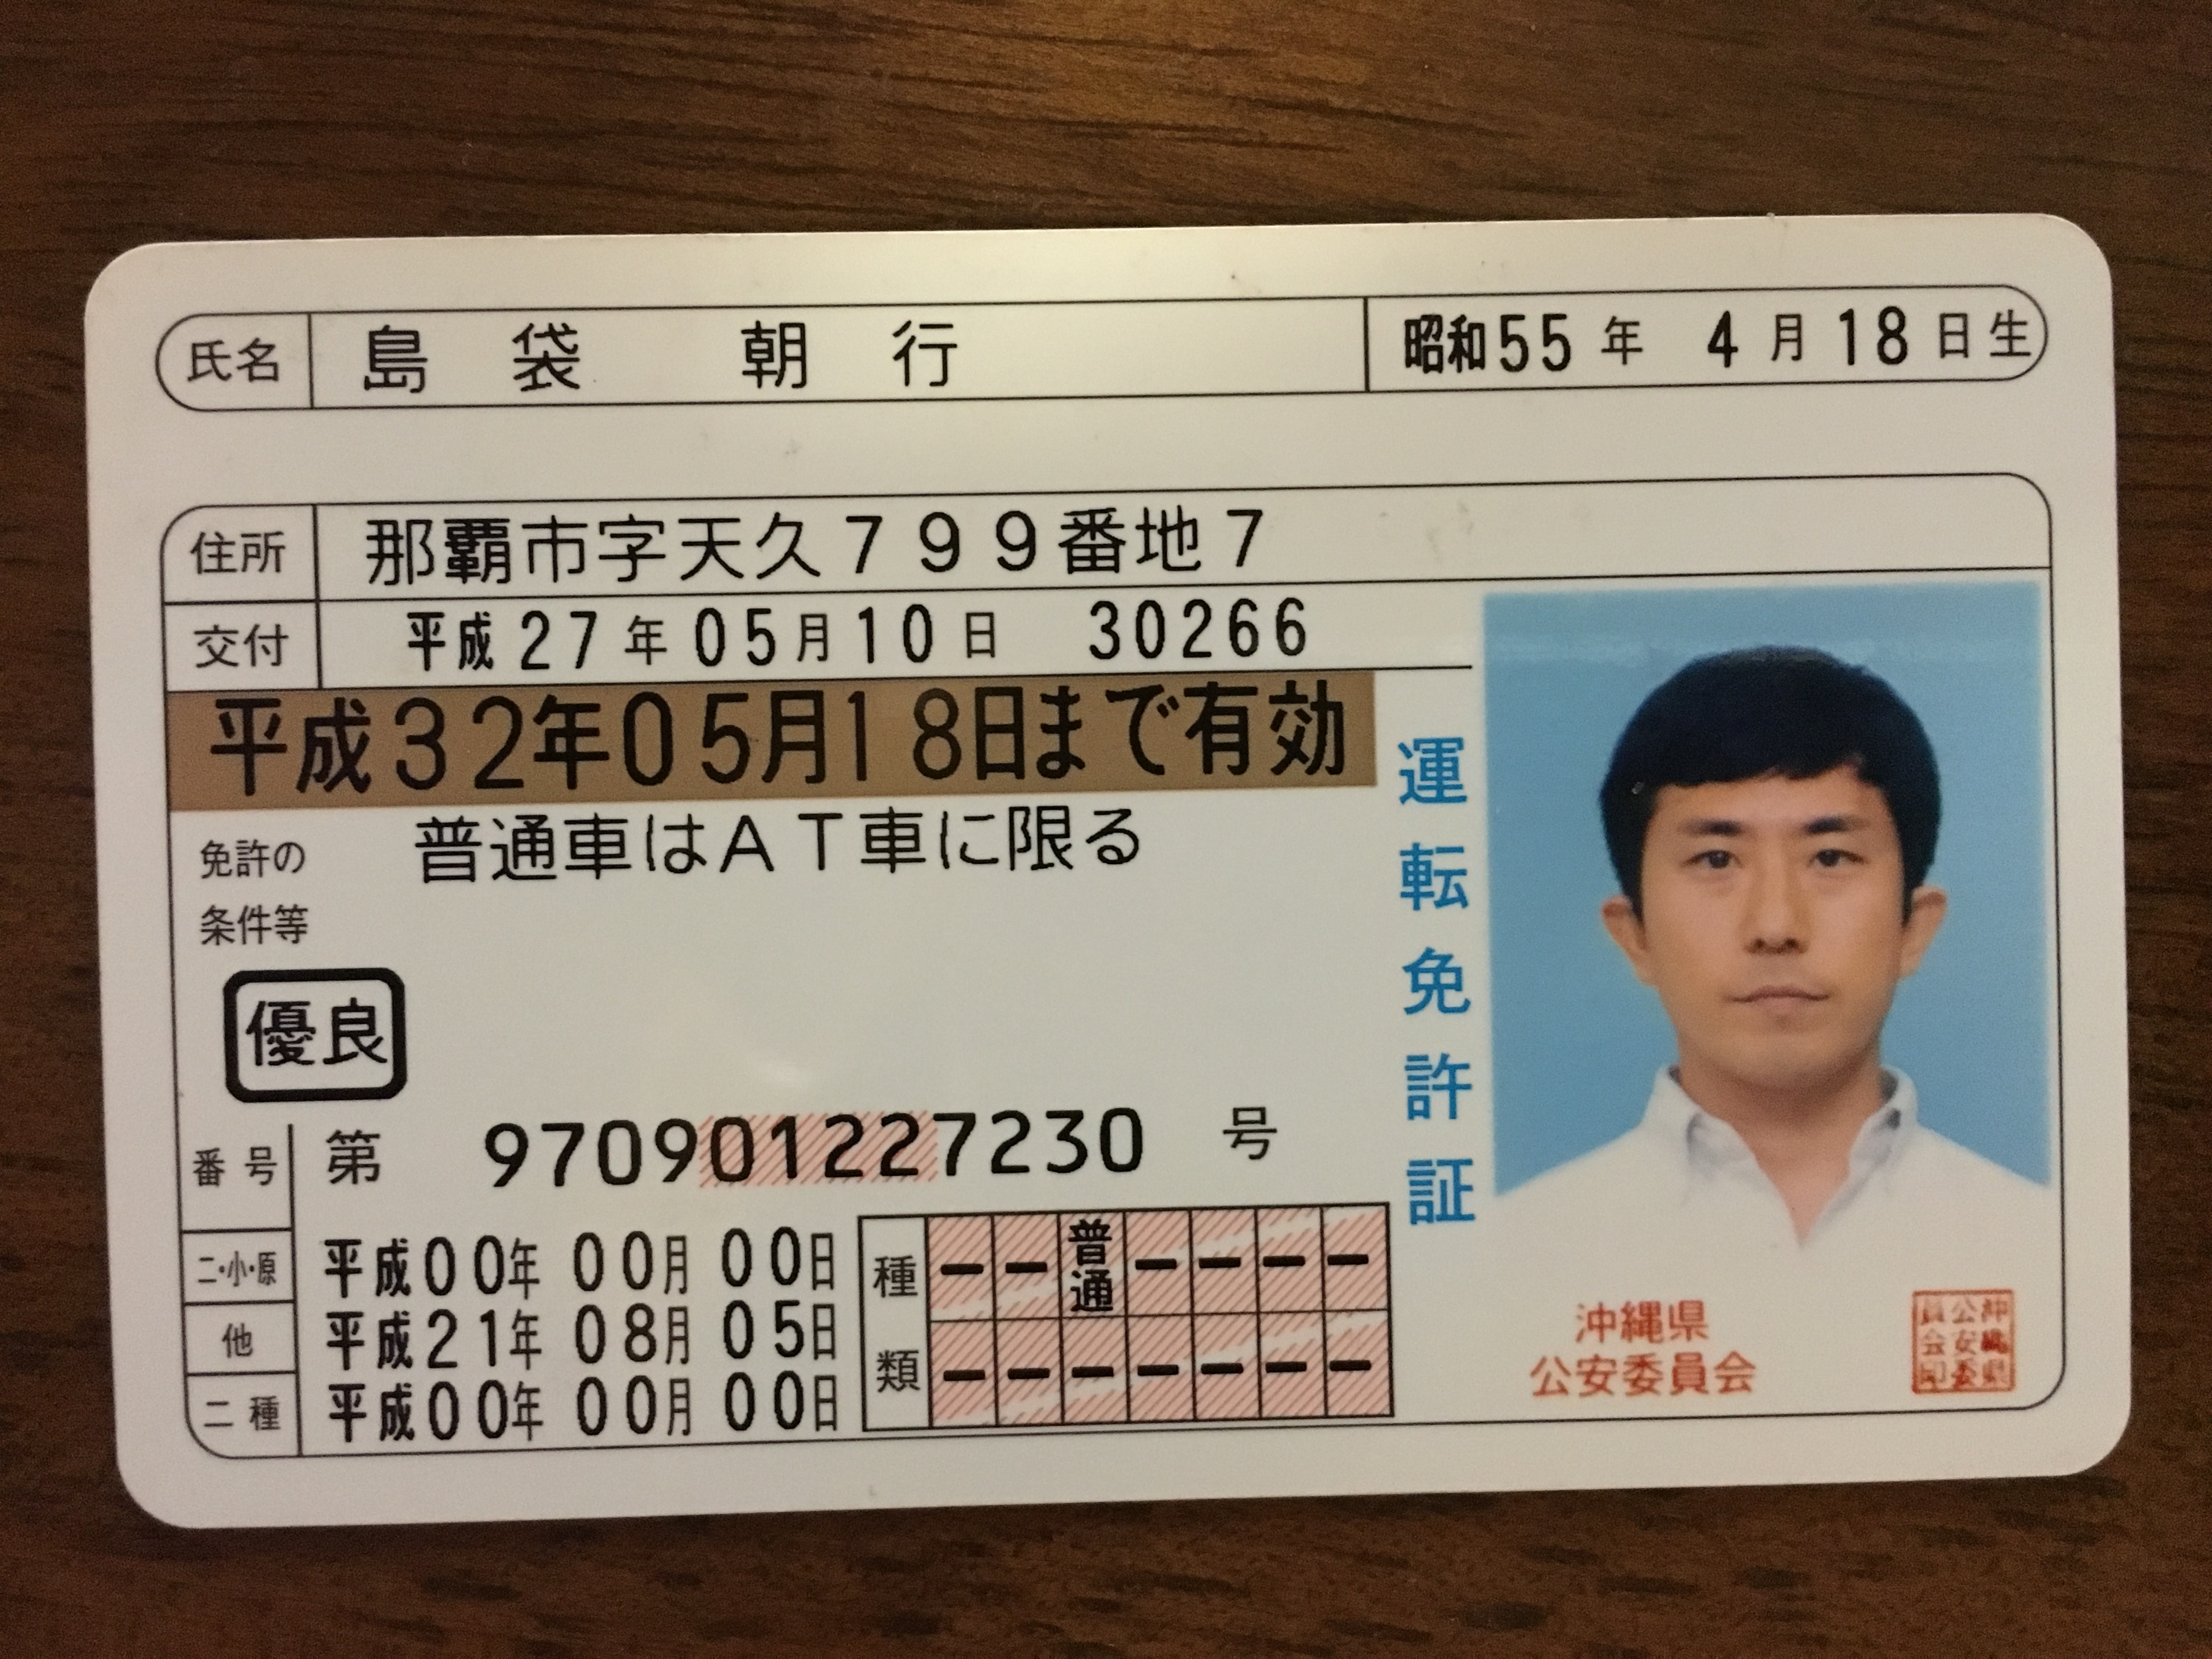 氏名 島袋 朝行 昭和55年 4月18日生
住所 那覇市字天久799番地7
交付 平成27年05月10日 30266
平成32年05月18日まで有効
免許の 普通車はAT車に限る
条件等
優良
番号 第 970901227230 号
二・小・原 平成00年00月00日
他 平成21年08月05日
二種 平成00年00月00日
種類
普通
運転免許証
沖縄県
公安委員会
沖縄県
公安委
員会印